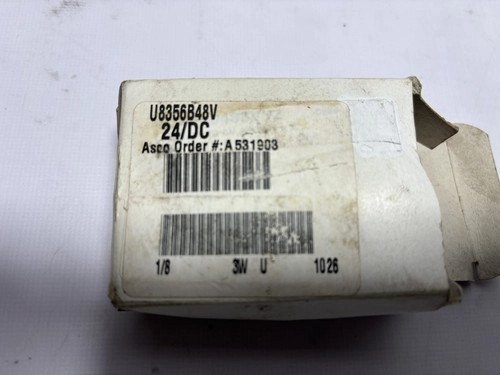 U8356B48V
24/DC
Asco Order #:A531903
1/8 3W U 1026